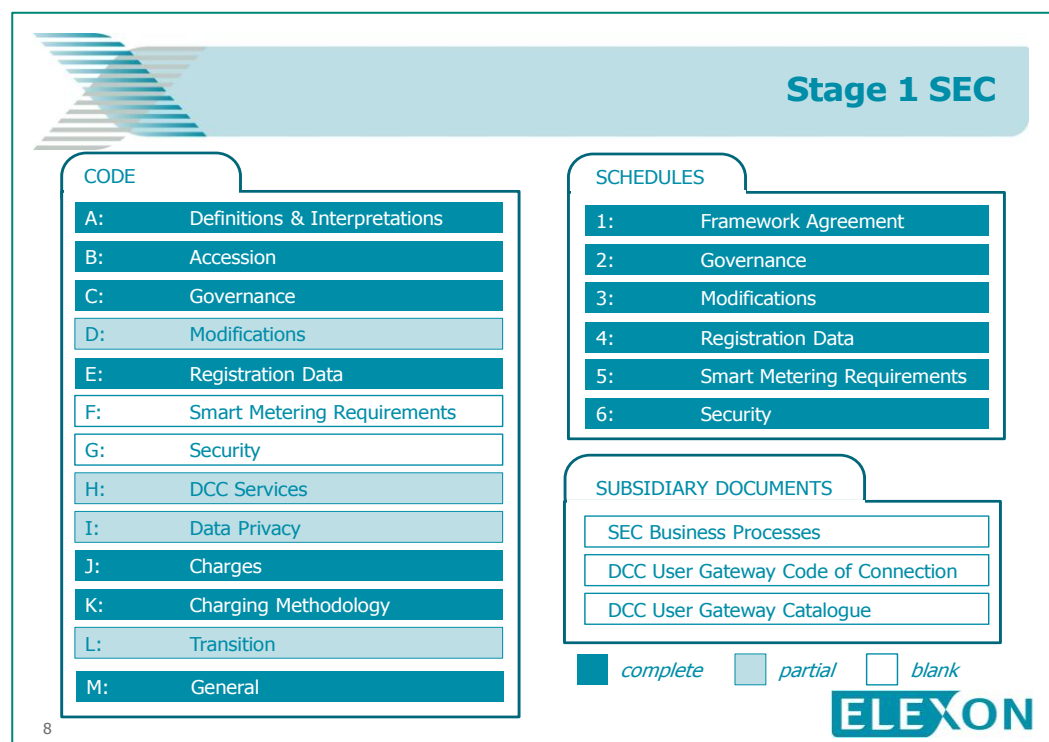 Stage 1 SEC
CODE
A: Definitions & Interpretations
B: Accession
C: Governance
D: Modifications
E: Registration Data
F: Smart Metering Requirements
G: Security
H: DCC Services
I: Data Privacy
J: Charges
K: Charging Methodology
L: Transition
M: General
SCHEDULES
1: Framework Agreement
2: Governance
3: Modifications
4: Registration Data
5: Smart Metering Requirements
6: Security
SUBSIDIARY DOCUMENTS
SEC Business Processes
DCC User Gateway Code of Connection
DCC User Gateway Catalogue
complete partial blank
8
ELEXON